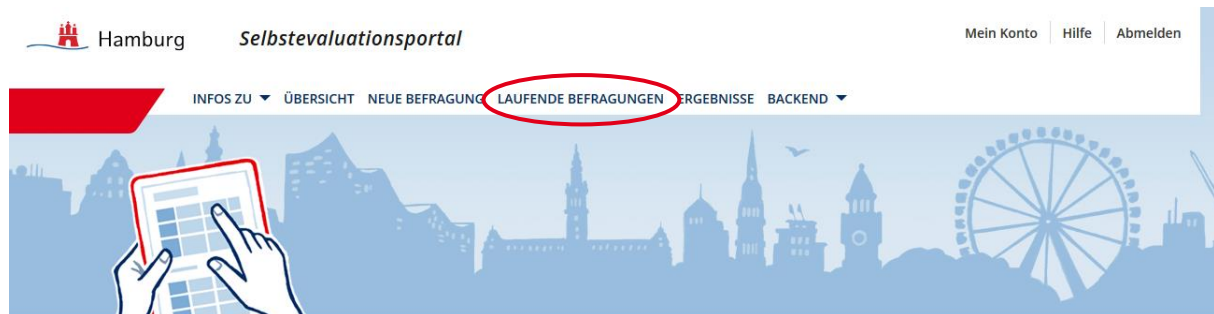 Hamburg Selbstevaluationsportal Mein Konto Hilfe Abmelden
INFOS ZU ÜBERSICHT NEUE BEFRAGUNG LAUFENDE BEFRAGUNGEN ERGEBNISSE BACKEND